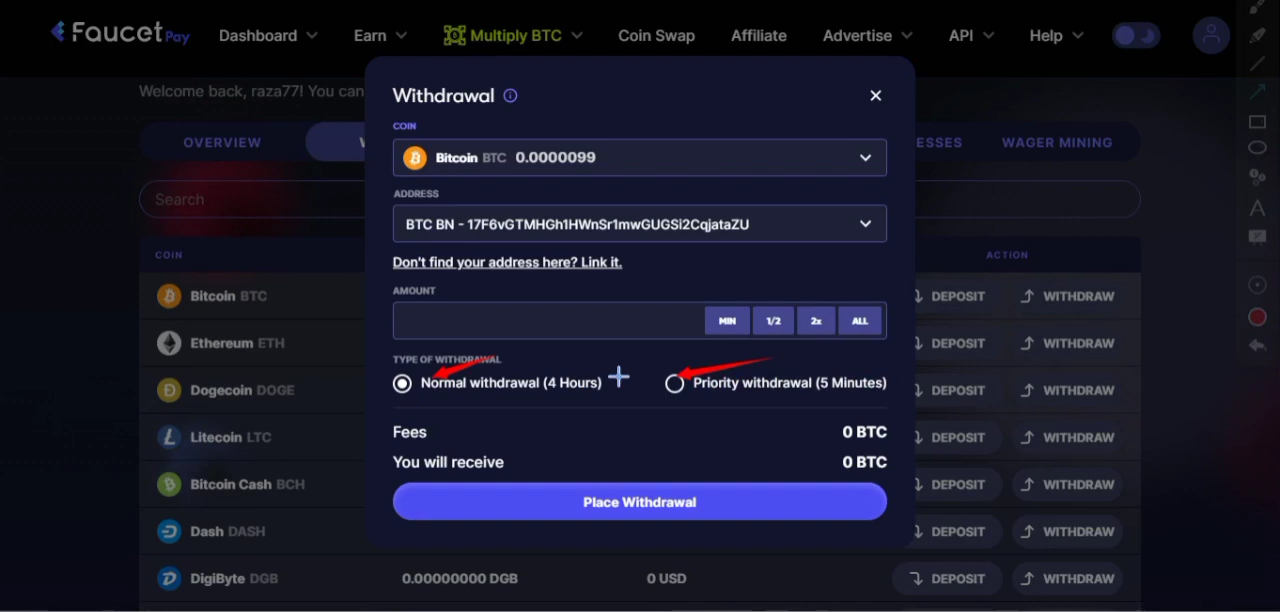 FaucetPay Dashboard Earn Multiply BTC Coin Swap Affiliate Advertise API Help
Welcome back, raza77! You can
OVERVIEW W ESSES WAGER MINING
Search
COIN ACTION
Withdrawal
COIN
Bitcoin BTC 0.0000099
ADDRESS
BTC BN - 17F6vGTMHGh1HWnSr1mwGUGSi2CqjataZU
Don't find your address here? Link it.
AMOUNT
MIN 1/2 2x ALL
TYPE OF WITHDRAWAL
Normal withdrawal (4 Hours) Priority withdrawal (5 Minutes)
Fees 0 BTC
You will receive 0 BTC
Place Withdrawal
Bitcoin BTC DEPOSIT WITHDRAW
Ethereum ETH DEPOSIT WITHDRAW
Dogecoin DOGE DEPOSIT WITHDRAW
Litecoin LTC DEPOSIT WITHDRAW
Bitcoin Cash BCH DEPOSIT WITHDRAW
Dash DASH DEPOSIT WITHDRAW
DigiByte DGB 0.00000000 DGB 0 USD DEPOSIT WITHDRAW